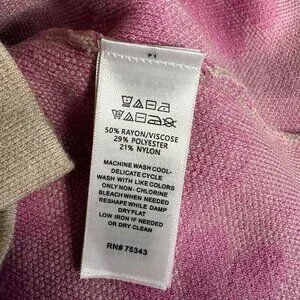 50% RAYON/VISCOSE
29% POLYESTER
21% NYLON
MACHINE WASH COOL-
DELICATE CYCLE
WASH WITH LIKE COLORS
ONLY NON-CHLORINE
BLEACH WHEN NEEDED
RESHAPE WHILE DAMP
DRY FLAT
LOW IRON IF NEEDED
OR DRY CLEAN
RN# 75343